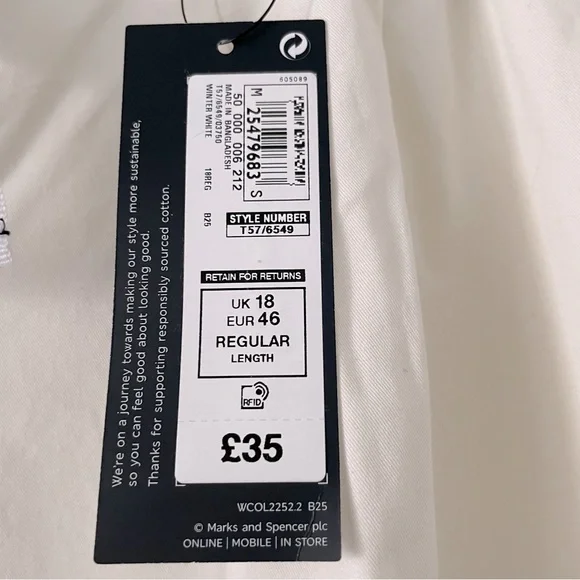 We're on a journey towards making our style more sustainable,
so you can feel good about looking good.
Thanks for supporting responsibly sourced cotton.
605089
M 25479683 S
50 000 006 212
MADE IN BANGLADESH
T57/6549/03750
WINTER WHITE
18REG
B25
STYLE NUMBER
T57/6549
RETAIN FOR RETURNS
UK 18
EUR 46
REGULAR
LENGTH
RFID
£35
WCOL2252.2 B25
© Marks and Spencer plc
ONLINE | MOBILE | IN STORE